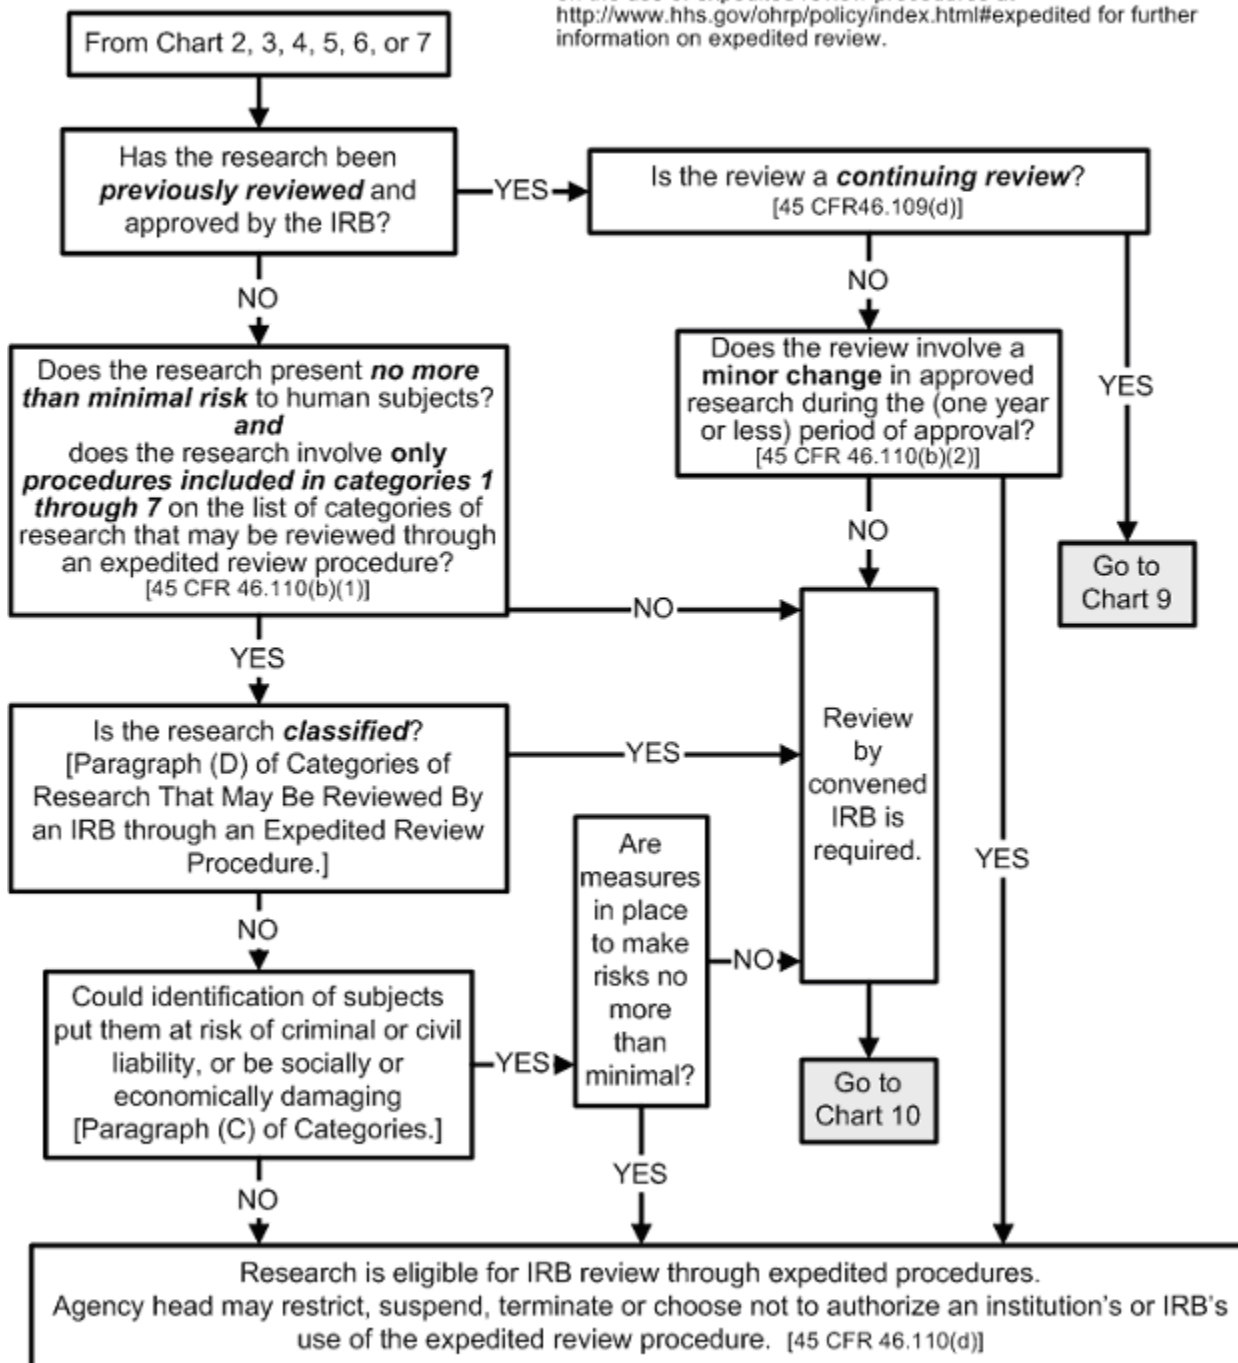 http://www.hhs.gov/ohrp/policy/index.html#expedited for further
information on expedited review.
From Chart 2, 3, 4, 5, 6, or 7
Has the research been
previously reviewed and
approved by the IRB?
YES
Is the review a continuing review?
[45 CFR46.109(d)]
NO
NO
YES
Does the research present no more
than minimal risk to human subjects?
and
does the research involve only
procedures included in categories 1
through 7 on the list of categories of
research that may be reviewed through
an expedited review procedure?
[45 CFR 46.110(b)(1)]
Does the review involve a
minor change in approved
research during the (one year
or less) period of approval?
[45 CFR 46.110(b)(2)]
NO
Go to
Chart 9
NO
YES
Is the research classified?
[Paragraph (D) of Categories of
Research That May Be Reviewed By
an IRB through an Expedited Review
Procedure.]
YES
Review
by
convened
IRB is
required.
YES
Are
measures
in place
to make
risks no
more
than
minimal?
NO
NO
Could identification of subjects
put them at risk of criminal or civil
liability, or be socially or
economically damaging
[Paragraph (C) of Categories.]
YES
Go to
Chart 10
YES
NO
Research is eligible for IRB review through expedited procedures.
Agency head may restrict, suspend, terminate or choose not to authorize an institution's or IRB's
use of the expedited review procedure. [45 CFR 46.110(d)]